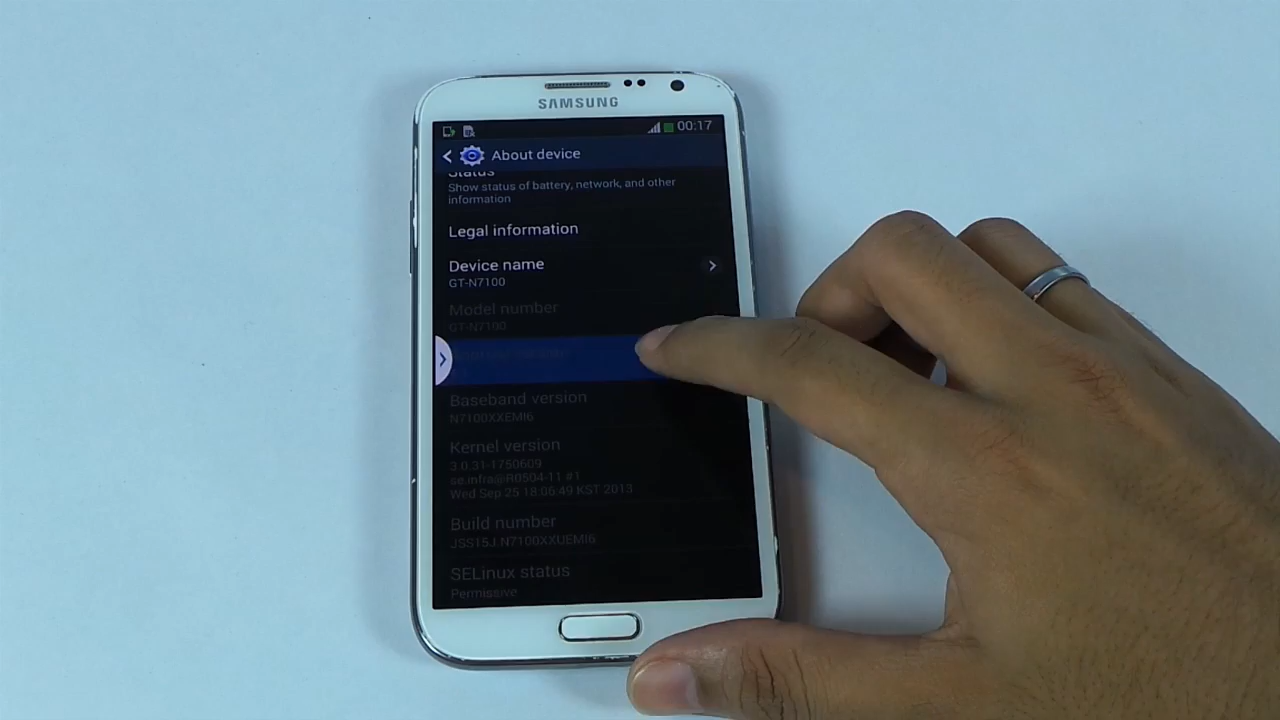 SAMSUNG
00:17
About device
Status
Show status of battery, network, and other
information
Legal information
Device name
GT-N7100
Model number
GT-N7100
Baseband version
N7100XXEMI6
Kernel version
3.0.31-1750609
se.infra@R0504-11 #1
Wed Sep 25 18:06:49 KST 2013
Build number
JSS15J.N7100XXUEMI6
SELinux status
Permissive